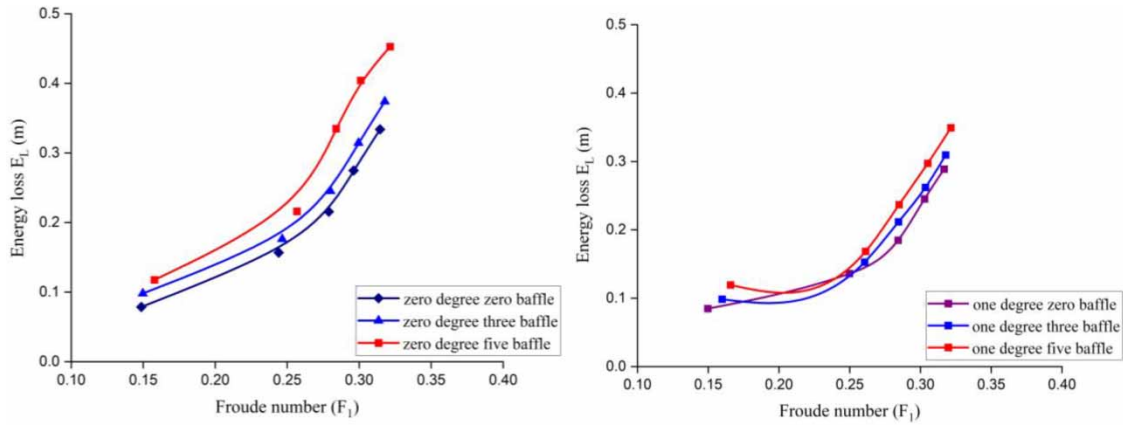 0.5
0.4
0.3
0.2
0.1
0.0
0.10
0.15
0.20
0.25
0.30
0.35
0.40
Energy loss E_L (m)
Froude number (F_1)
zero degree zero baffle
zero degree three baffle
zero degree five baffle
0.5
0.4
0.3
0.2
0.1
0.0
0.10
0.15
0.20
0.25
0.30
0.35
0.40
Energy loss E_L (m)
Froude number (F_1)
one degree zero baffle
one degree three baffle
one degree five baffle